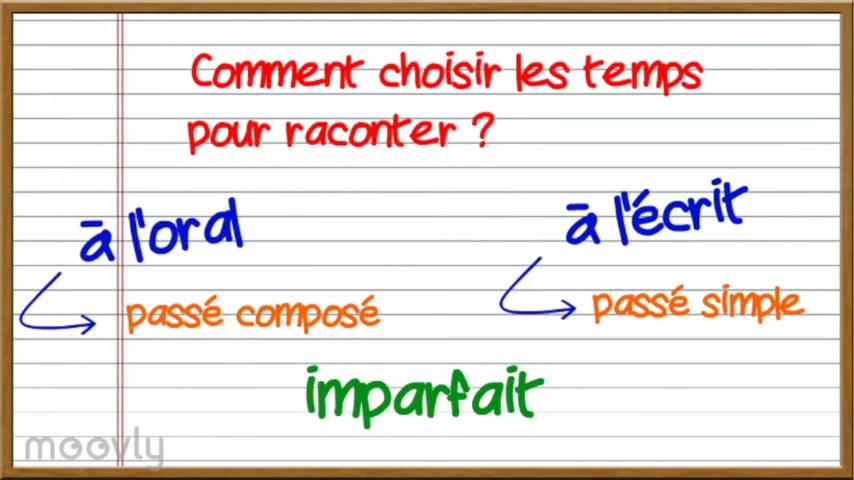 Comment choisir les temps
pour raconter ?
ā l'oral
ā l'écrit
passé composé
passé simple
imparfait
moovly